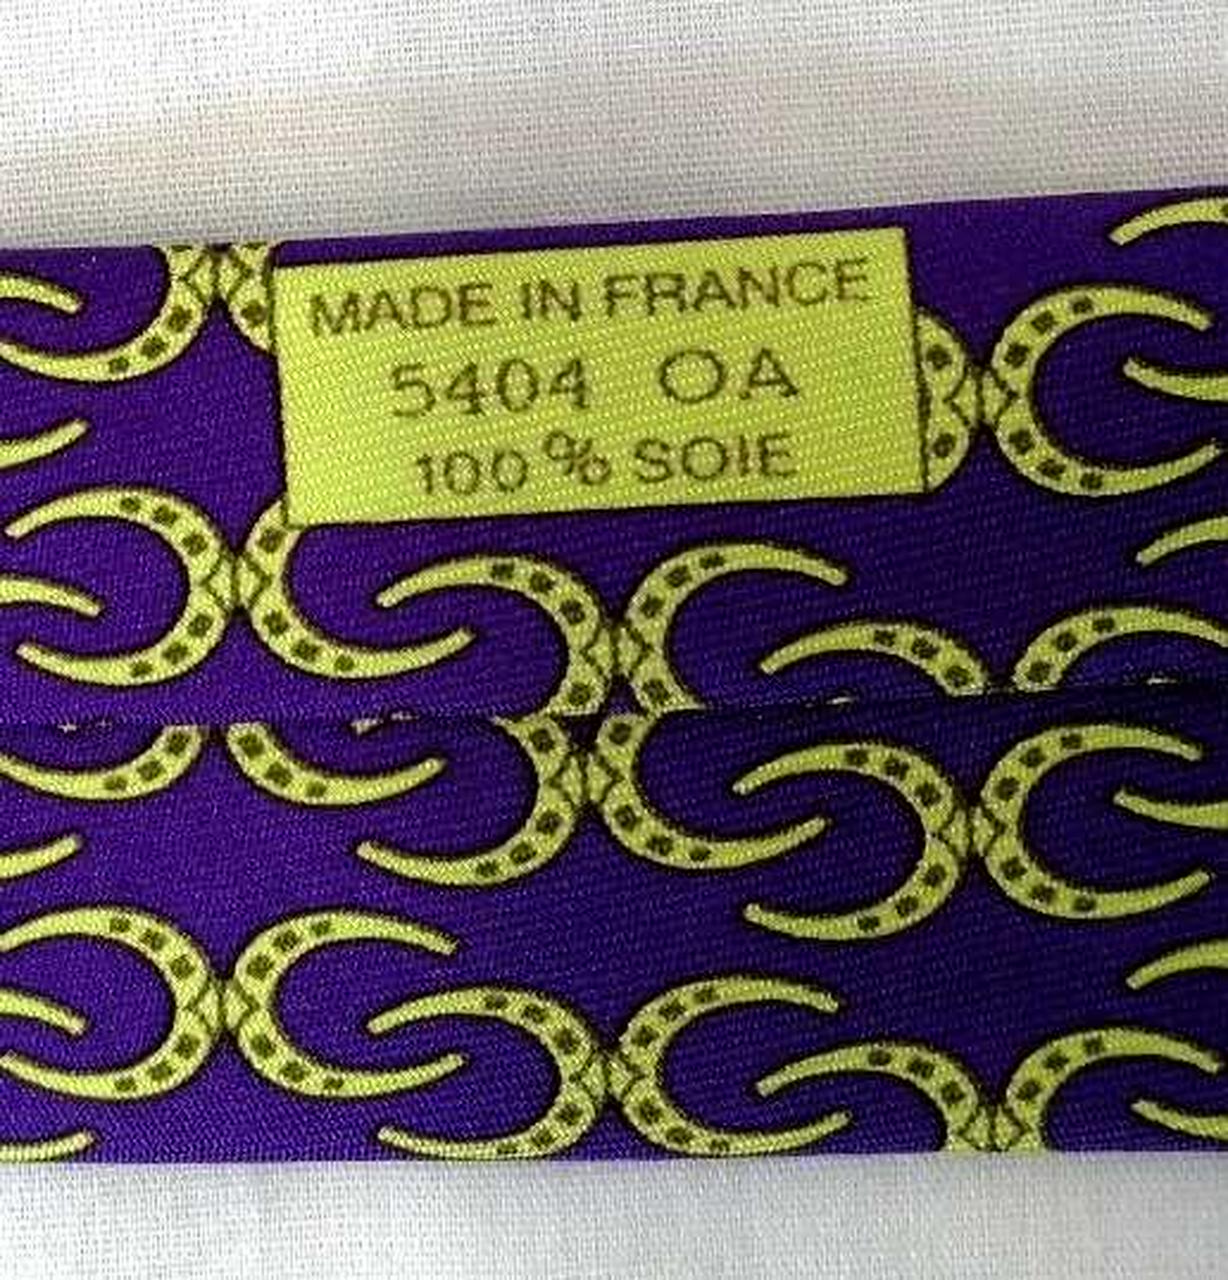 MADE IN FRANCE
5404 OA
100 % SOIE